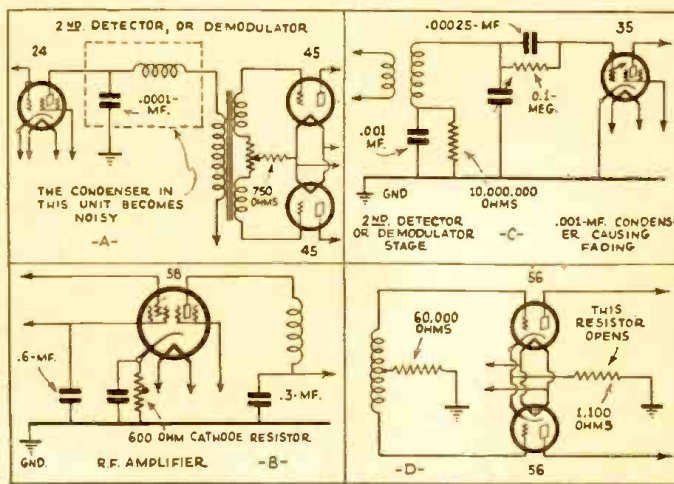 2ND. DETECTOR, OR DEMODULATOR
24
45
.0001-
MF.
750
OHMS
THE CONDENSER IN
THIS UNIT BECOMES
NOISY
-A-
45
.00025-MF
35
0.1-
MEG.
.001
MF.
GND
10,000,000
OHMS
2ND. DETECTOR
OR DEMODULATOR
STAGE
-C-
.001-MF. CONDENS-
ER CAUSING
FADING
58
.6-MF.
.3-MF.
600 OHM CATHODE RESISTOR
GND.
R.F. AMPLIFIER
-B-
56
60,000
OHMS
THIS
RESISTOR
OPENS
1,100
OHMS
-D-
56